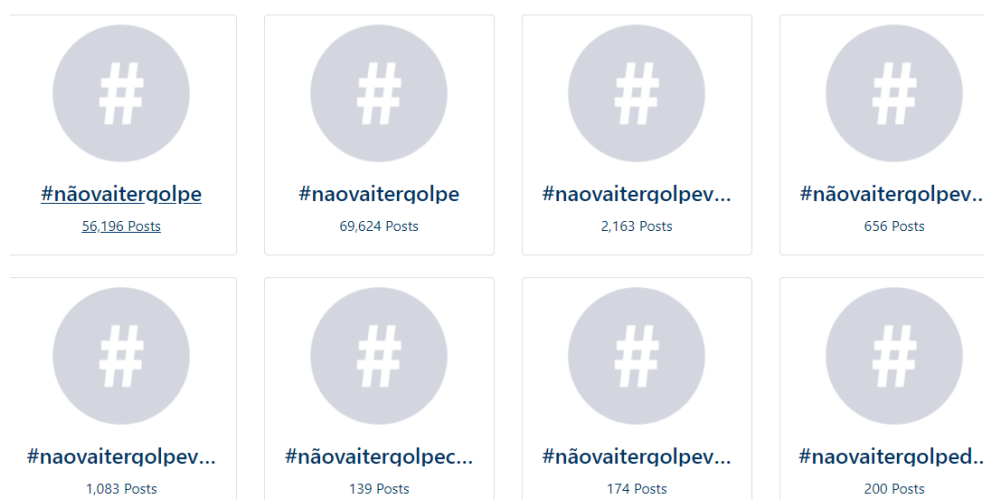 #nãovaitergolpe
56,196 Posts
#naovaitergolpe
69,624 Posts
#nãovaitergolpev...
2,163 Posts
#nãovaitergolpev...
656 Posts
#naovaitergolpev...
1,083 Posts
#nãovaitergolpec...
139 Posts
#nãovaitergolpev...
174 Posts
#naovaitergolped...
200 Posts